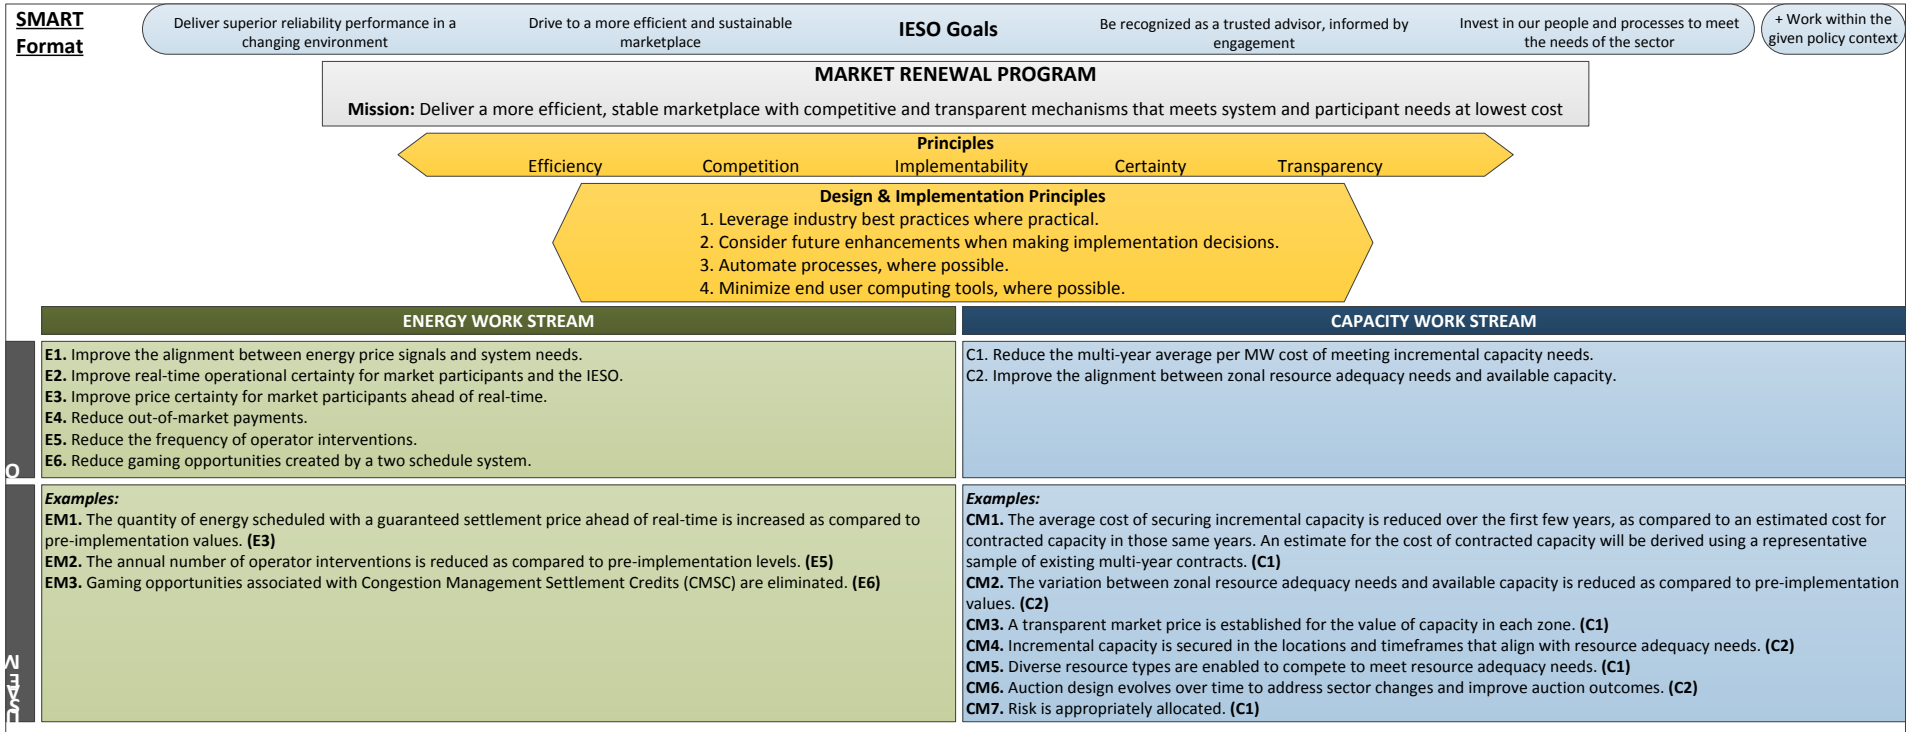 SMART
Format
Deliver superior reliability performance in a
changing environment
Drive to a more efficient and sustainable
marketplace
IESO Goals
Be recognized as a trusted advisor, informed by
engagement
Invest in our people and processes to meet
the needs of the sector
+ Work within the
given policy context
MARKET RENEWAL PROGRAM
Mission: Deliver a more efficient, stable marketplace with competitive and transparent mechanisms that meets system and participant needs at lowest cost
Principles
Efficiency Competition Implementability Certainty Transparency
Design & Implementation Principles
1. Leverage industry best practices where practical.
2. Consider future enhancements when making implementation decisions.
3. Automate processes, where possible.
4. Minimize end user computing tools, where possible.
ENERGY WORK STREAM
E1. Improve the alignment between energy price signals and system needs.
E2. Improve real-time operational certainty for market participants and the IESO.
E3. Improve price certainty for market participants ahead of real-time.
E4. Reduce out-of-market payments.
E5. Reduce the frequency of operator interventions.
E6. Reduce gaming opportunities created by a two schedule system.
Examples:
EM1. The quantity of energy scheduled with a guaranteed settlement price ahead of real-time is increased as compared to
pre-implementation values. (E3)
EM2. The annual number of operator interventions is reduced as compared to pre-implementation levels. (E5)
EM3. Gaming opportunities associated with Congestion Management Settlement Credits (CMSC) are eliminated. (E6)
CAPACITY WORK STREAM
C1. Reduce the multi-year average per MW cost of meeting incremental capacity needs.
C2. Improve the alignment between zonal resource adequacy needs and available capacity.
Examples:
CM1. The average cost of securing incremental capacity is reduced over the first few years, as compared to an estimated cost for
contracted capacity in those same years. An estimate for the cost of contracted capacity will be derived using a representative
sample of existing multi-year contracts. (C1)
CM2. The variation between zonal resource adequacy needs and available capacity is reduced as compared to pre-implementation
values. (C2)
CM3. A transparent market price is established for the value of capacity in each zone. (C1)
CM4. Incremental capacity is secured in the locations and timeframes that align with resource adequacy needs. (C2)
CM5. Diverse resource types are enabled to compete to meet resource adequacy needs. (C1)
CM6. Auction design evolves over time to address sector changes and improve auction outcomes. (C2)
CM7. Risk is appropriately allocated. (C1)